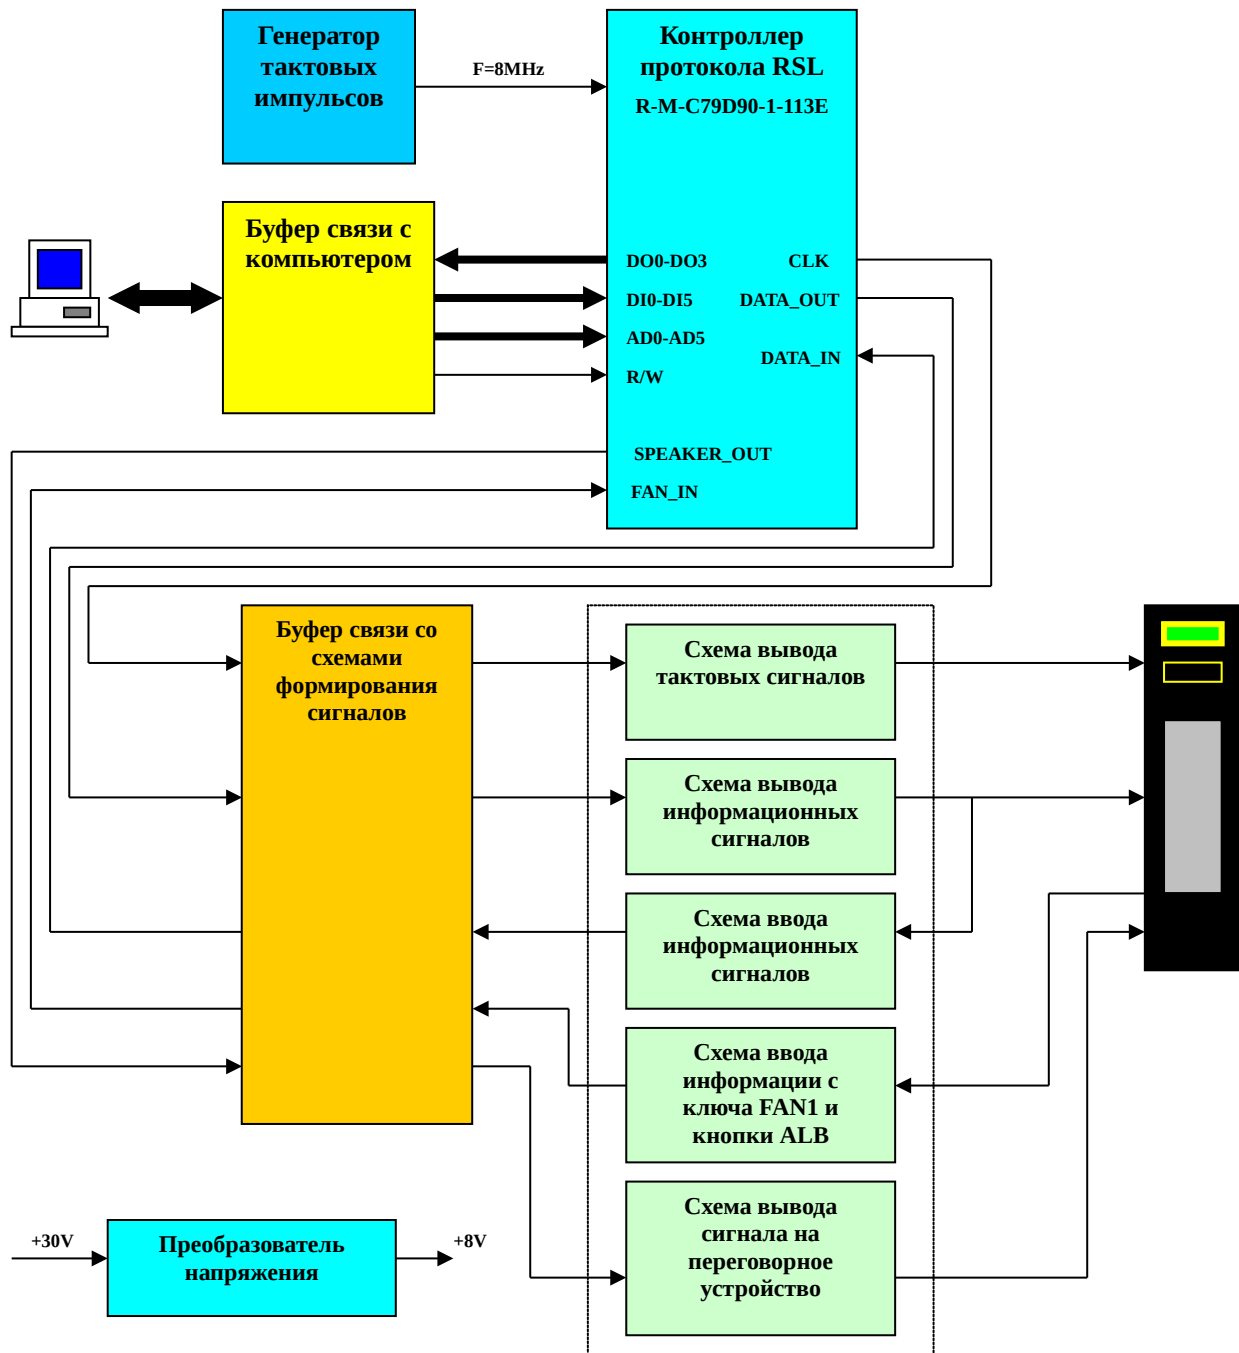 Генератор
тактовых
импульсов
F=8MHz
Контроллер
протокола RSL
R-M-C79D90-1-113E
Буфер связи с
компьютером
DO0-DO3
CLK
DI0-DI5
DATA_OUT
AD0-AD5
DATA_IN
R/W
SPEAKER_OUT
FAN_IN
Буфер связи со
схемами
формирования
сигналов
Схема вывода
тактовых сигналов
Схема вывода
информационных
сигналов
Схема ввода
информационных
сигналов
Схема ввода
информации с
ключа FAN1 и
кнопки ALB
Схема вывода
сигнала на
переговорное
устройство
+30V
Преобразователь
напряжения
+8V